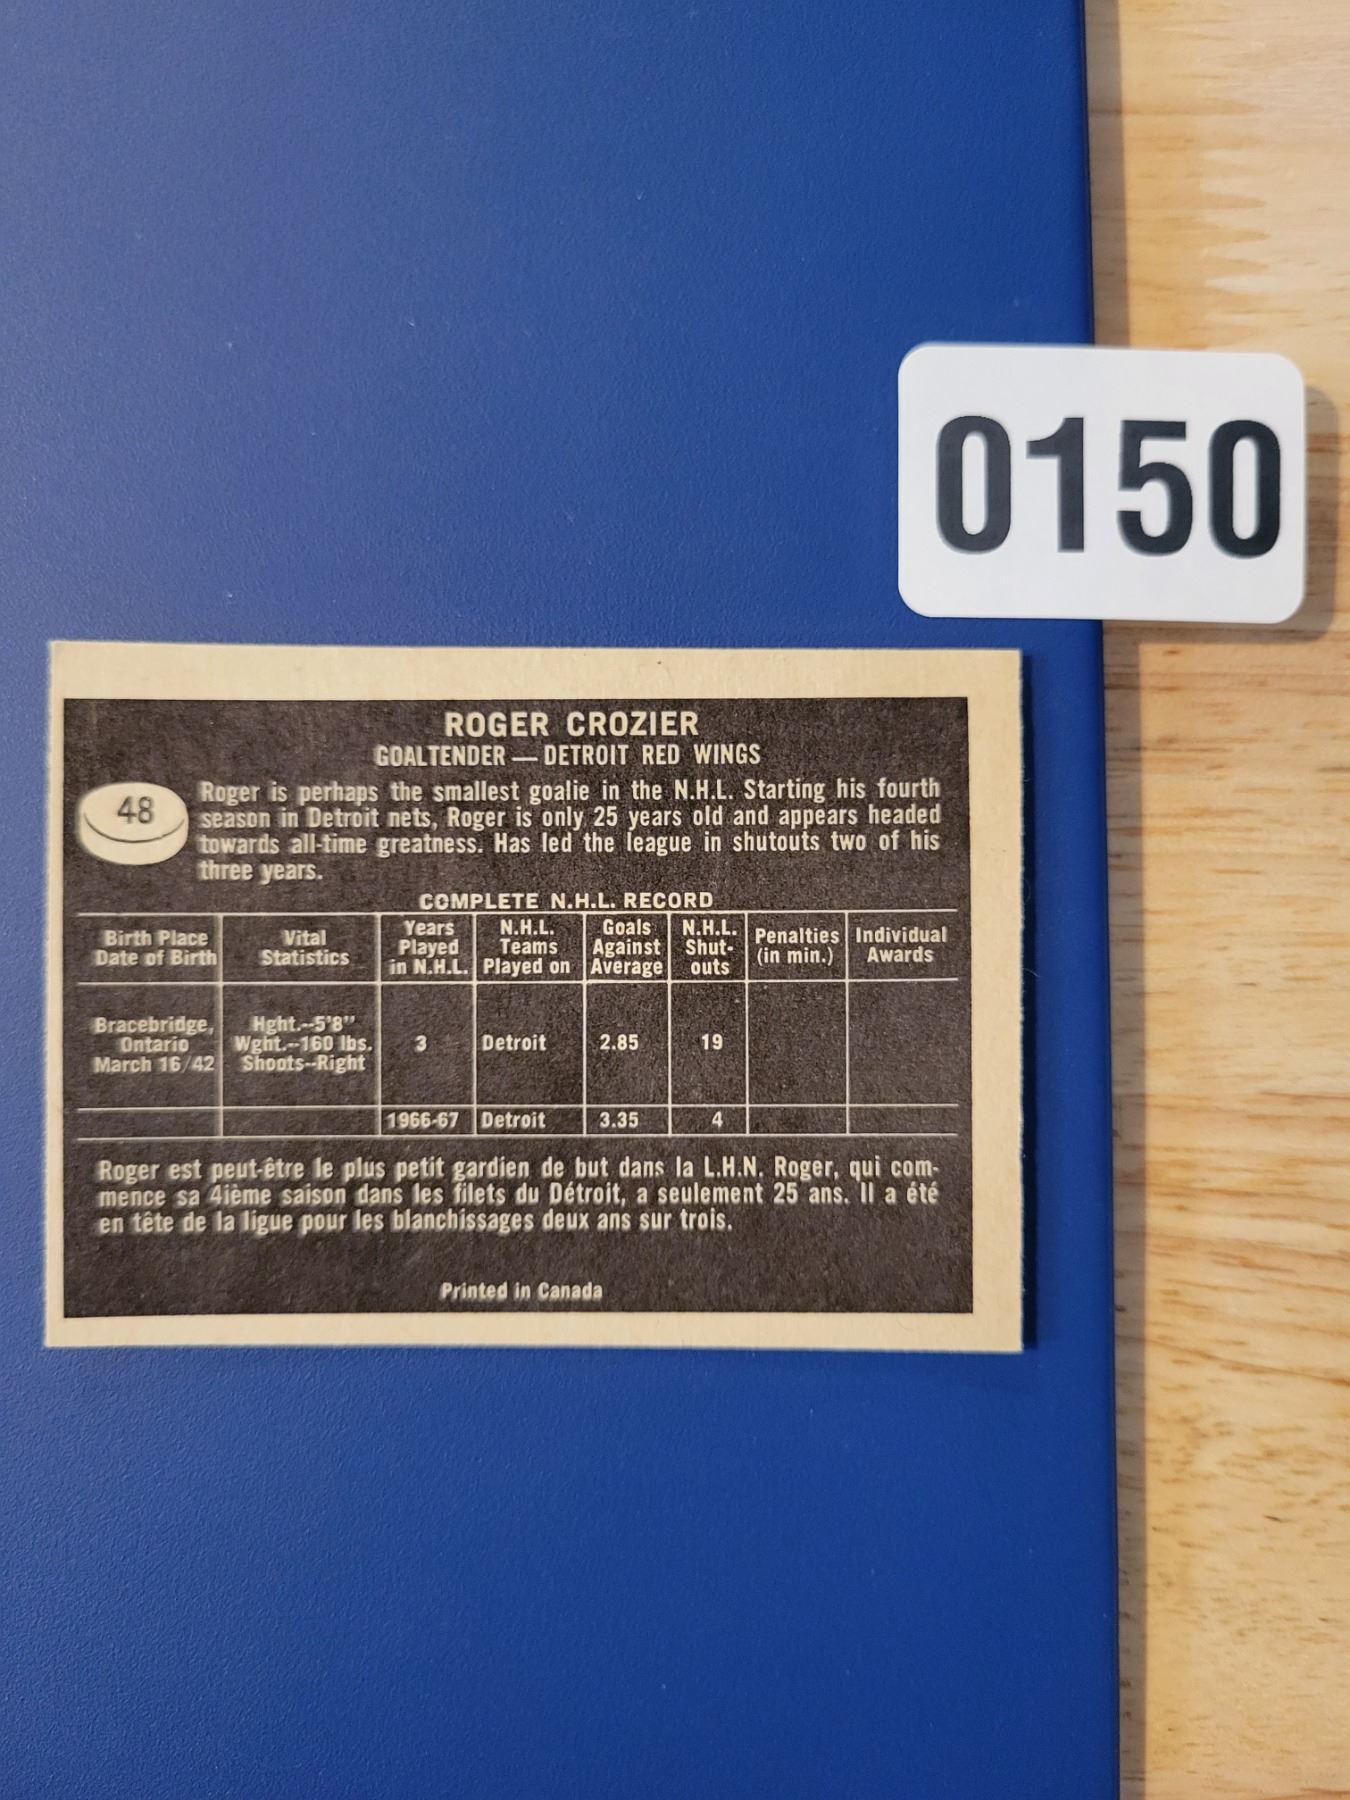 0150
ROGER CROZIER
GOALTENDER — DETROIT RED WINGS
48
Roger is perhaps the smallest goalie in the N.H.L. Starting his fourth
season in Detroit nets, Roger is only 25 years old and appears headed
towards all-time greatness. Has led the league in shutouts two of his
three years.
COMPLETE N.H.L. RECORD
Birth Place
Date of Birth
Vital
Statistics
Years
Played
in N.H.L.
N.H.L.
Teams
Played on
Goals
Against
Average
N.H.L.
Shut-
outs
Penalties
(in min.)
Individual
Awards
Bracebridge,
Ontario
March 16/42
Hght.--5'8"
Wght.--160 lbs.
Shoots--Right
3
Detroit
2.85
19
1966-67
Detroit
3.35
4
Roger est peut-être le plus petit gardien de but dans la L.H.N. Roger, qui com-
mence sa 4ième saison dans les filets du Détroit, a seulement 25 ans. Il a été
en tête de la ligue pour les blanchissages deux ans sur trois.
Printed in Canada